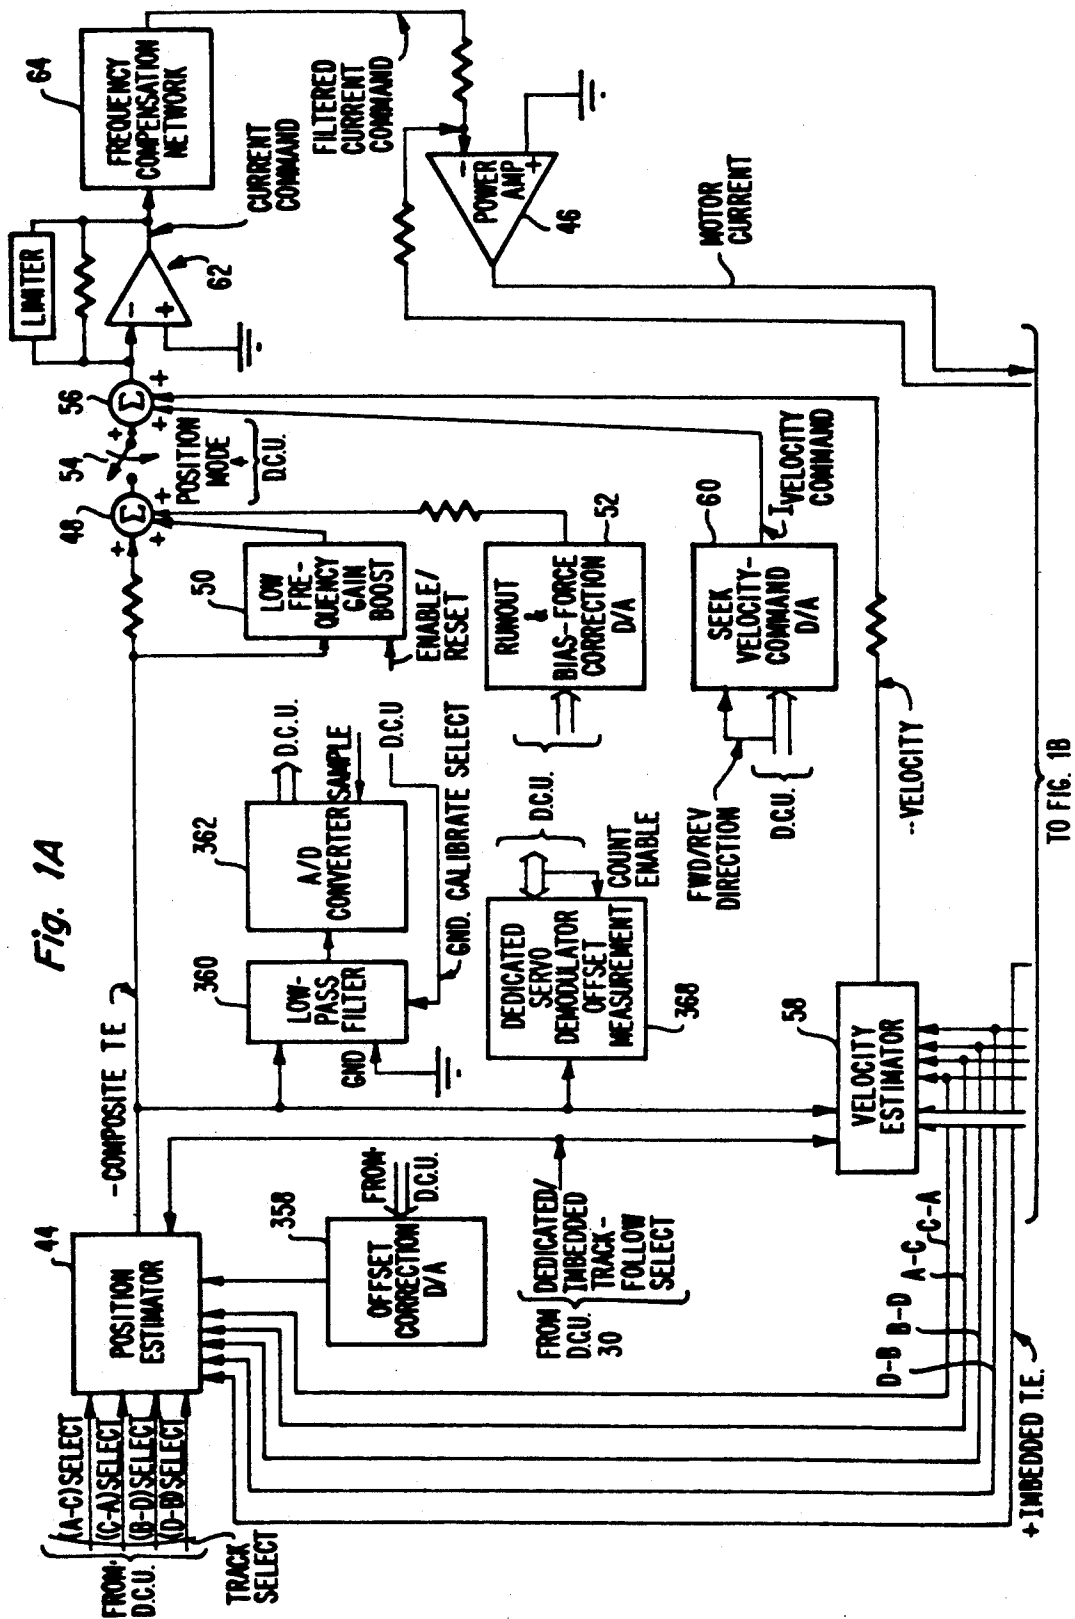 Fig. 1A
44
POSITION
ESTIMATOR
(A-C)SELECT
(C-A)SELECT
(B-D)SELECT
(D-B)SELECT
FROM
D.C.U.
TRACK
SELECT
-COMPOSITE TE
358
OFFSET
CORRECTION
D/A
FROM
D.C.U.
FROM
D.C.U.
30
DEDICATED/
IMBEDDED
TRACK-
FOLLOW
SELECT
360
LOW-
PASS
FILTER
GND
362
A/D
CONVERTER
SAMPLE
D.C.U.
D.C.U
GND. CALIBRATE SELECT
DEDICATED
SERVO
DEMODULATOR
OFFSET
MEASUREMENT
368
D.C.U.
COUNT
ENABLE
48
Σ
+
+
+
+
54
POSITION
MODE
D.C.U.
56
Σ
+
+
+
+
50
LOW
FRE-
QUENCY
GAIN
BOOST
ENABLE/
RESET
RUNOUT
&
BIAS-FORCE
CORRECTION
D/A
52
60
SEEK
VELOCITY-
COMMAND
D/A
FWD/REV
DIRECTION
D.C.U.
IVELOCITY
COMMAND
--VELOCITY
58
VELOCITY
ESTIMATOR
D-B
B-D
A-C
C-A
+IMBEDDED T.E.
TO FIG. 1B
LIMITER
-
+
62
64
FREQUENCY
COMPENSATION
NETWORK
CURRENT
COMMAND
FILTERED
CURRENT
COMMAND
-
+
POWER
AMP
46
MOTOR
CURRENT